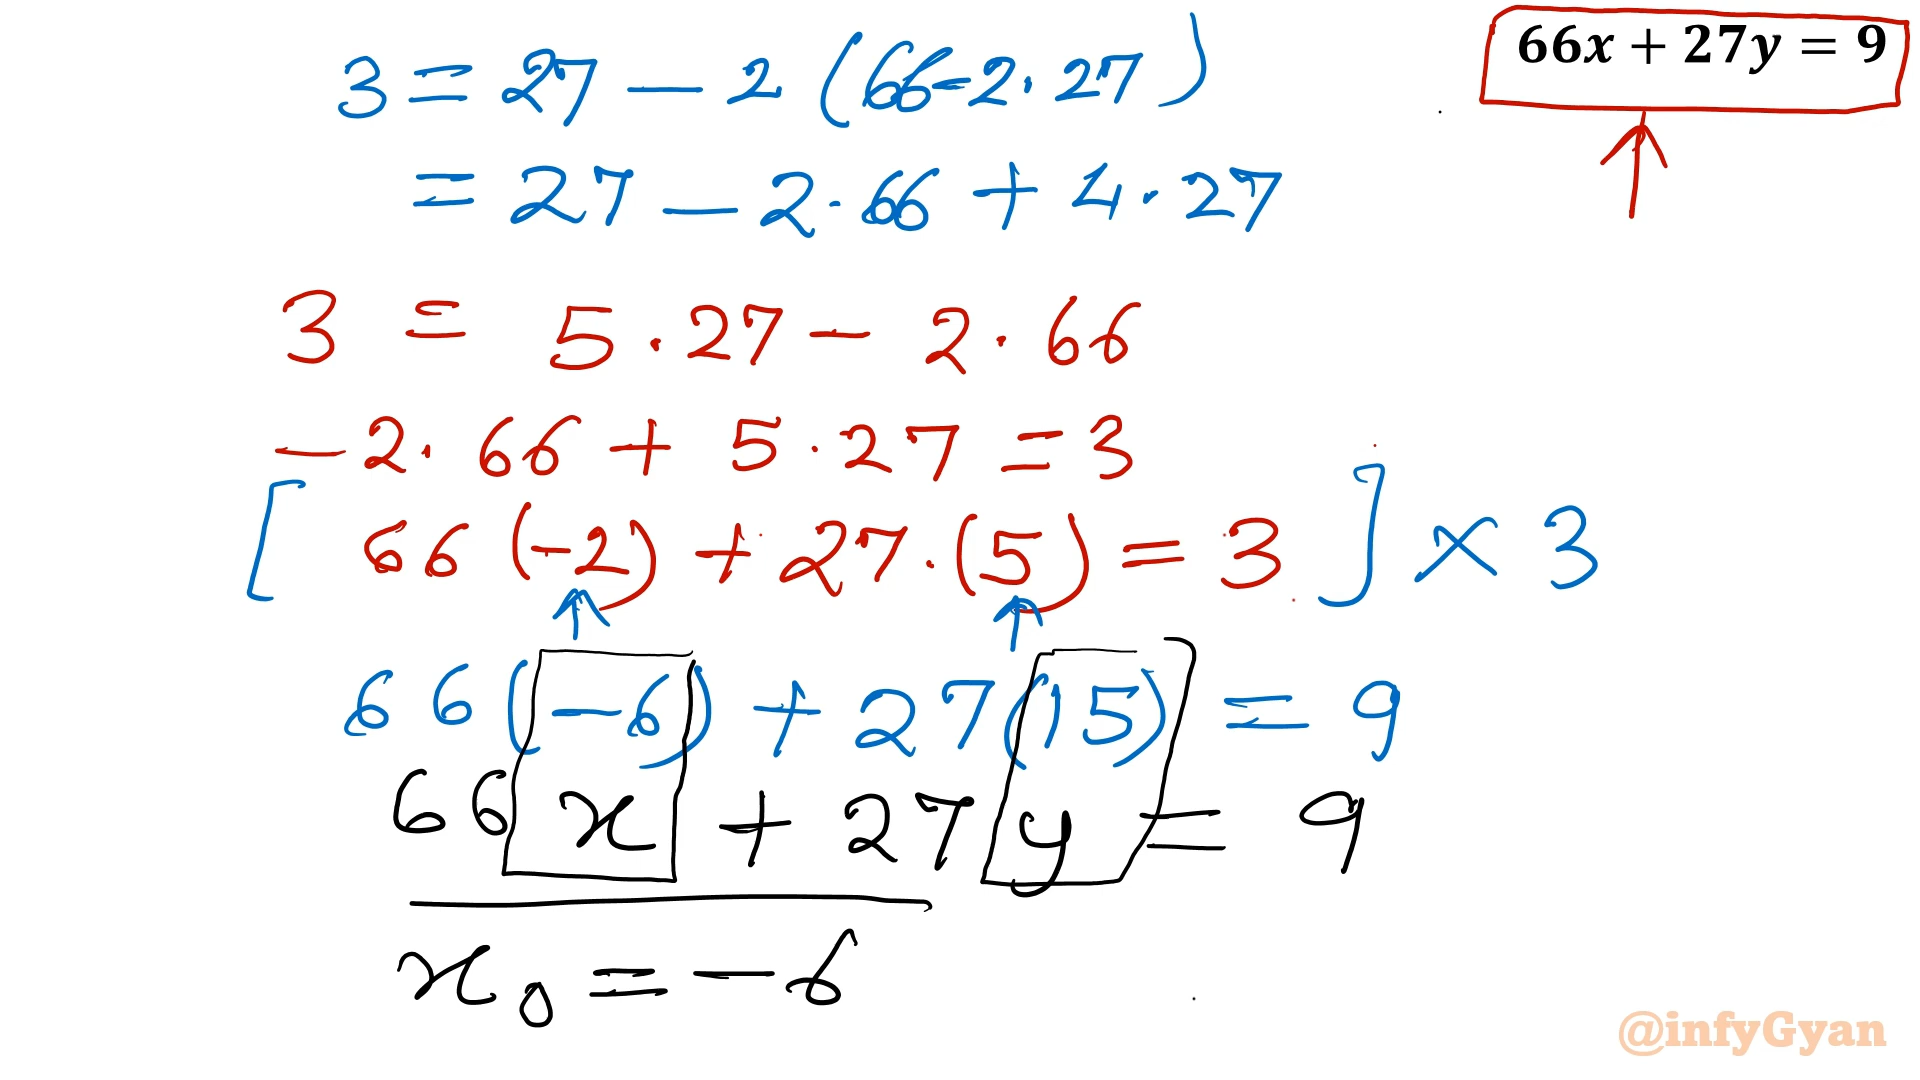 66x + 27y = 9
3 = 27 — 2 (66-2·27)
= 27 — 2·66 + 4·27
3 = 5·27 — 2·66
— 2·66 + 5·27 = 3
[ 66(-2) + 27·(5) = 3 ] × 3
66(-6) + 27(15) = 9
66x + 27y = 9
x₀ = -6
@infyGyan